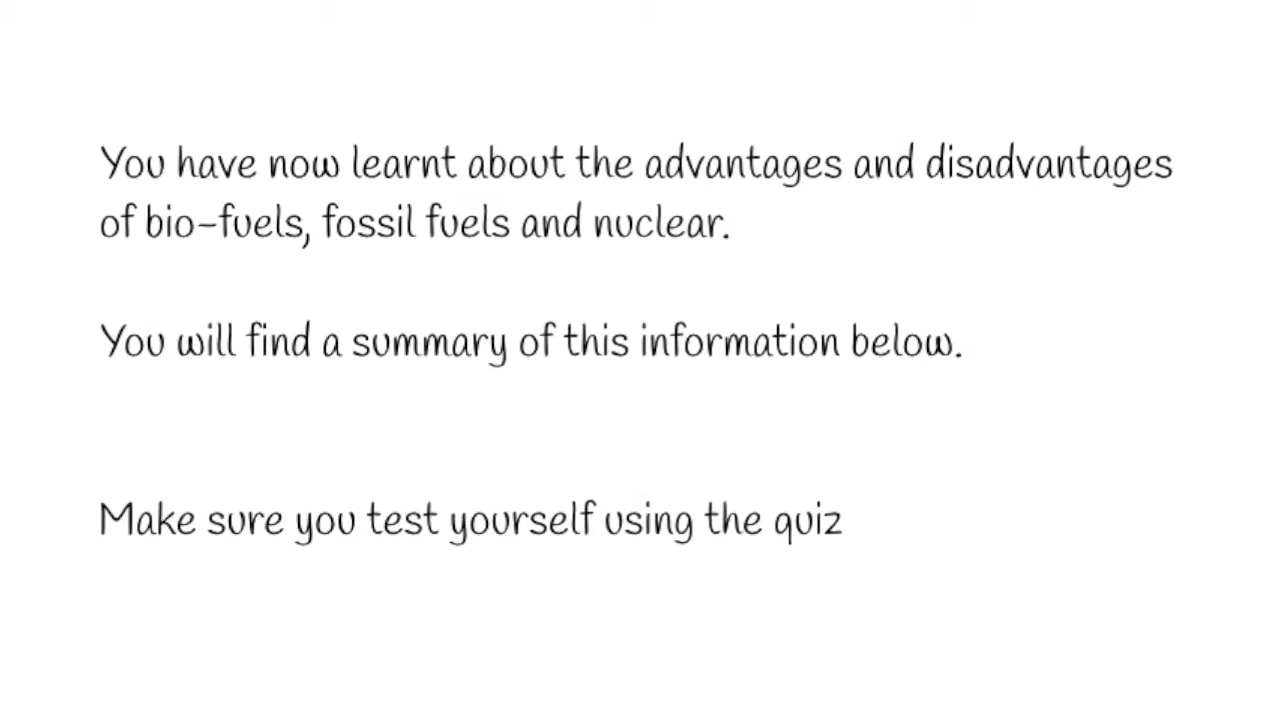 You have now learnt about the advantages and disadvantages
of bio-fuels, fossil fuels and nuclear.
You will find a summary of this information below.
Make sure you test yourself using the quiz